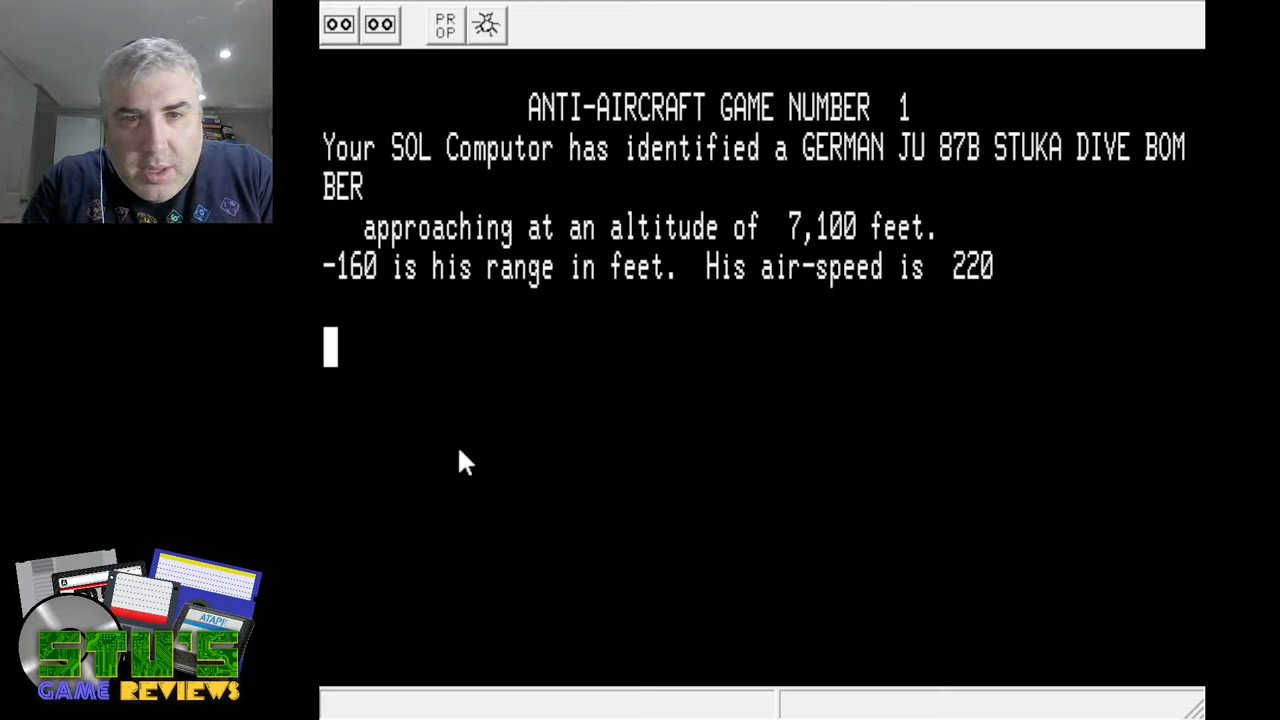 PR
OP
ANTI-AIRCRAFT GAME NUMBER 1
Your SOL Computor has identified a GERMAN JU 87B STUKA DIVE BOM
BER
approaching at an altitude of 7,100 feet.
-160 is his range in feet. His air-speed is 220
ATARI
STU'S
GAME REVIEWS